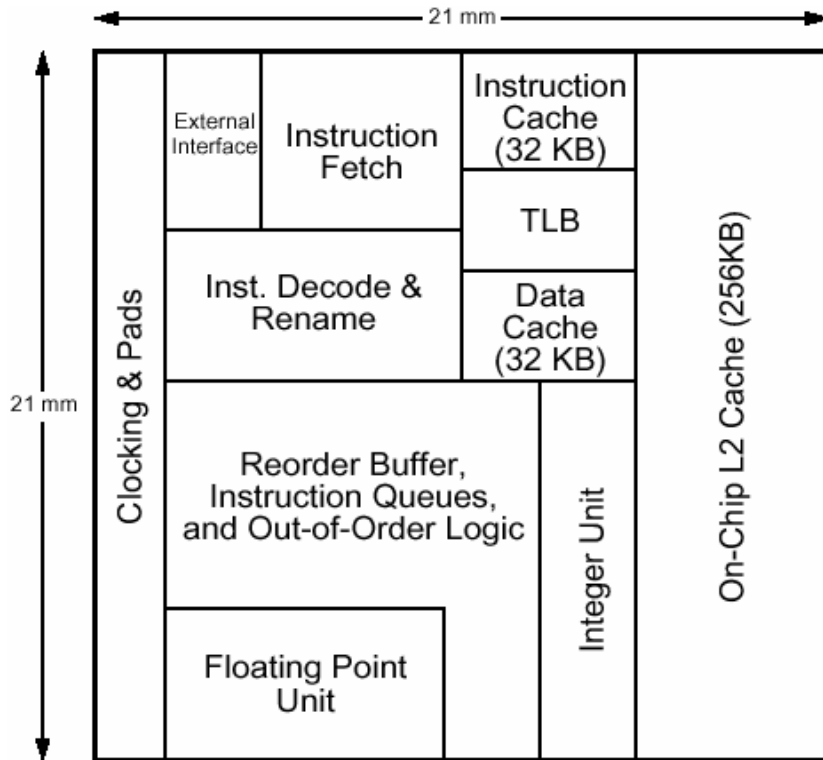 21 mm
External
Interface
Instruction
Fetch
Instruction
Cache
(32 KB)
TLB
Inst. Decode &
Rename
Data
Cache
(32 KB)
Clocking & Pads
21 mm
Reorder Buffer,
Instruction Queues,
and Out-of-Order Logic
Integer Unit
On-Chip L2 Cache (256KB)
Floating Point
Unit